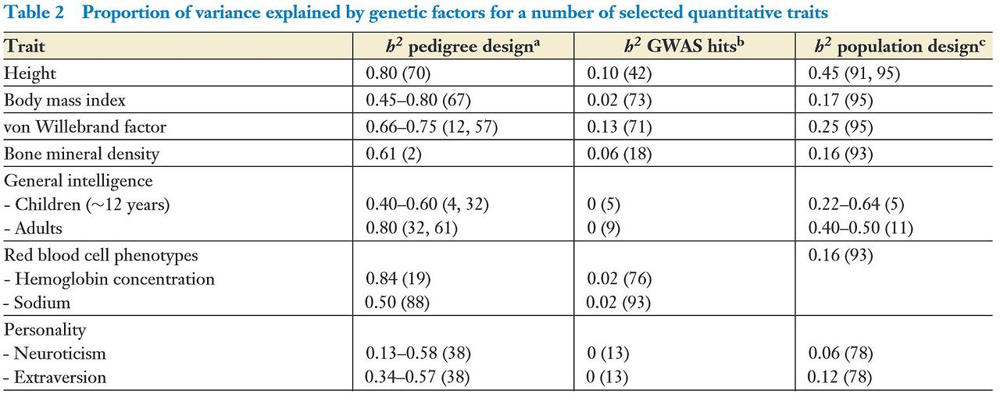 Table 2 Proportion of variance explained by genetic factors for a number of selected quantitative traits
Trait h² pedigree designᵃ h² GWAS hitsᵇ h² population designᶜ
Height 0.80 (70) 0.10 (42) 0.45 (91, 95)
Body mass index 0.45–0.80 (67) 0.02 (73) 0.17 (95)
von Willebrand factor 0.66–0.75 (12, 57) 0.13 (71) 0.25 (95)
Bone mineral density 0.61 (2) 0.06 (18) 0.16 (93)
General intelligence
- Children (∼12 years) 0.40–0.60 (4, 32) 0 (5) 0.22–0.64 (5)
- Adults 0.80 (32, 61) 0 (9) 0.40–0.50 (11)
Red blood cell phenotypes 0.16 (93)
- Hemoglobin concentration 0.84 (19) 0.02 (76)
- Sodium 0.50 (88) 0.02 (93)
Personality
- Neuroticism 0.13–0.58 (38) 0 (13) 0.06 (78)
- Extraversion 0.34–0.57 (38) 0 (13) 0.12 (78)